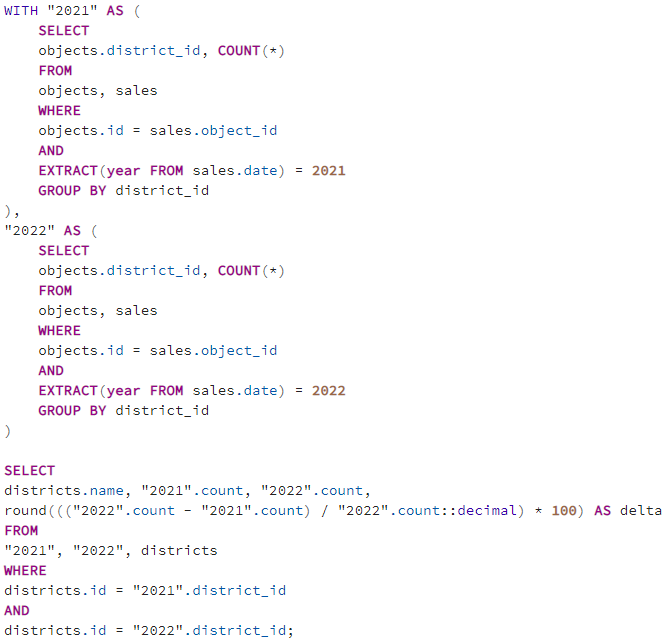 WITH "2021" AS (
    SELECT
    objects.district_id, COUNT(*)
    FROM
    objects, sales
    WHERE
    objects.id = sales.object_id
    AND
    EXTRACT(year FROM sales.date) = 2021
    GROUP BY district_id
),
"2022" AS (
    SELECT
    objects.district_id, COUNT(*)
    FROM
    objects, sales
    WHERE
    objects.id = sales.object_id
    AND
    EXTRACT(year FROM sales.date) = 2022
    GROUP BY district_id
)

SELECT
districts.name, "2021".count, "2022".count,
round((("2022".count - "2021".count) / "2022".count::decimal) * 100) AS delta
FROM
"2021", "2022", districts
WHERE
districts.id = "2021".district_id
AND
districts.id = "2022".district_id;